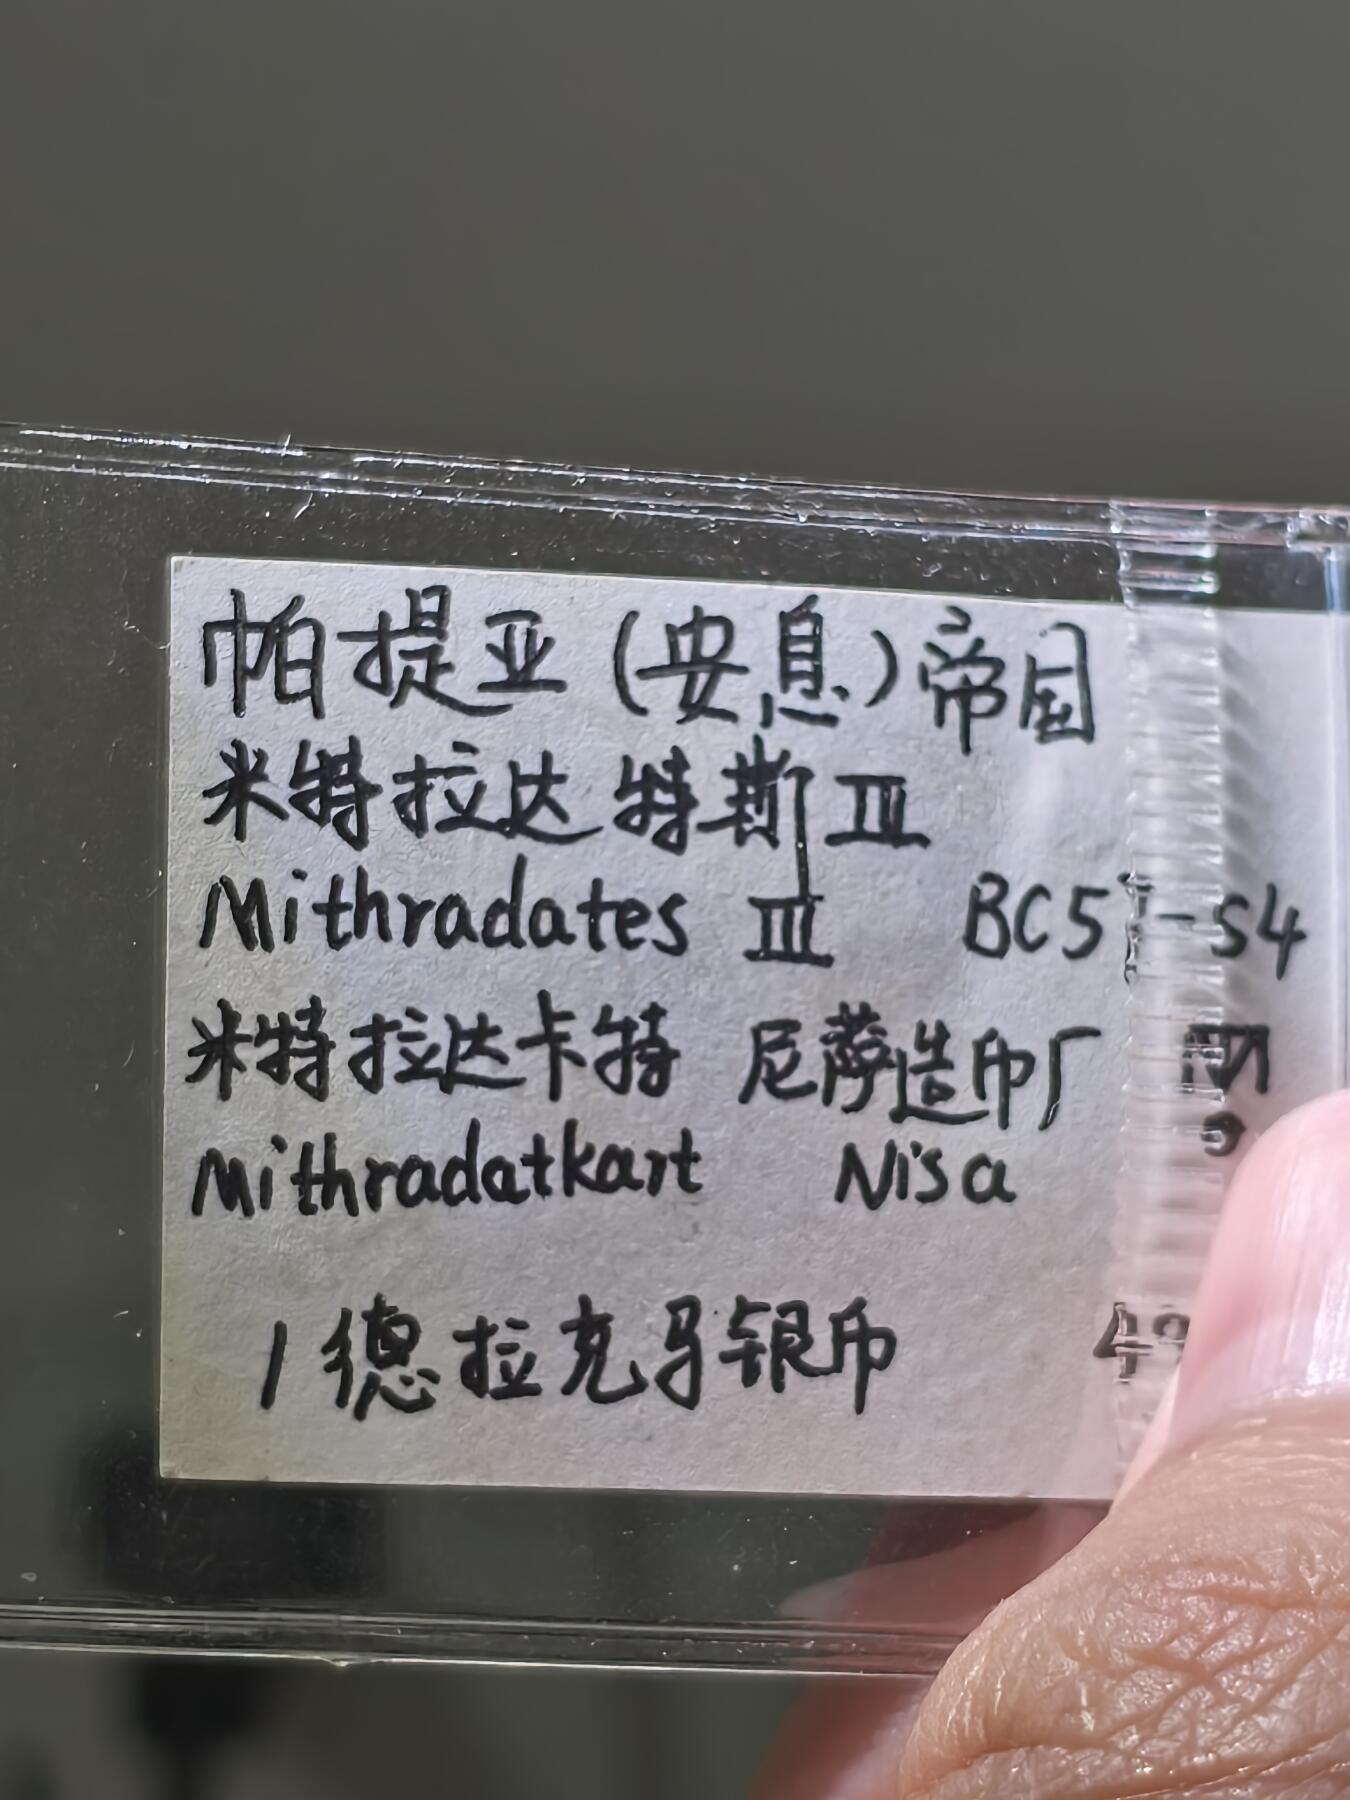 帕提亚(安息)帝国
米特拉达特斯III
Mithradates III BC57-54
米特拉达卡特 尼萨造币厂
Mithradatkart Nisa
1德拉克马银币